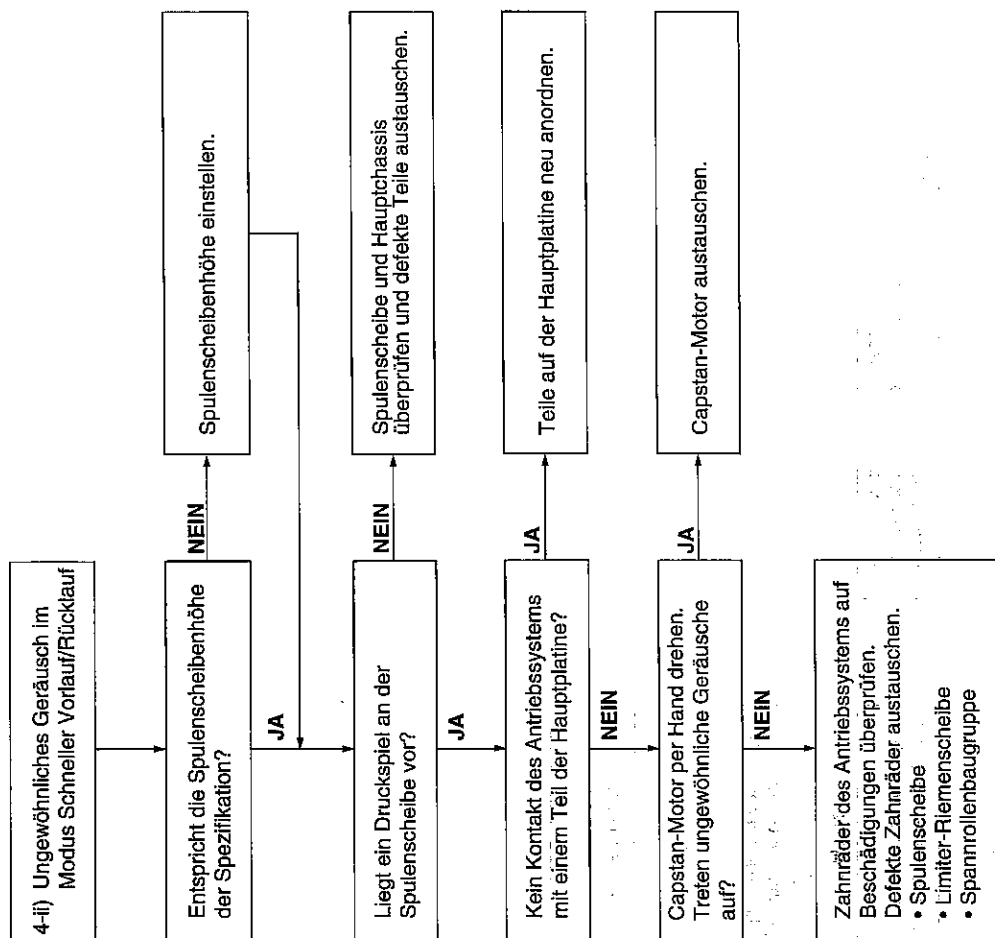 4-ii) Ungewöhnliches Geräusch im
Modus Schneller Vorlauf/Rücklauf
Entspricht die Spulenscheibenhöhe
der Spezifikation?
NEIN
Spulenscheibenhöhe einstellen.
JA
Liegt ein Druckspiel an der
Spulenscheibe vor?
NEIN
Spulenscheibe und Hauptchassis
überprüfen und defekte Teile austauschen.
JA
Kein Kontakt des Antriebssystems
mit einem Teil der Hauptplatine?
JA
Teile auf der Hauptplatine neu anordnen.
NEIN
Capstan-Motor per Hand drehen.
Treten ungewöhnliche Geräusche
auf?
JA
Capstan-Motor austauschen.
NEIN
Zahnräder des Antriebssystems auf
Beschädigungen überprüfen.
Defekte Zahnräder austauschen.
• Spulenscheibe
• Limiter-Riemenscheibe
• Spannrollenbaugruppe